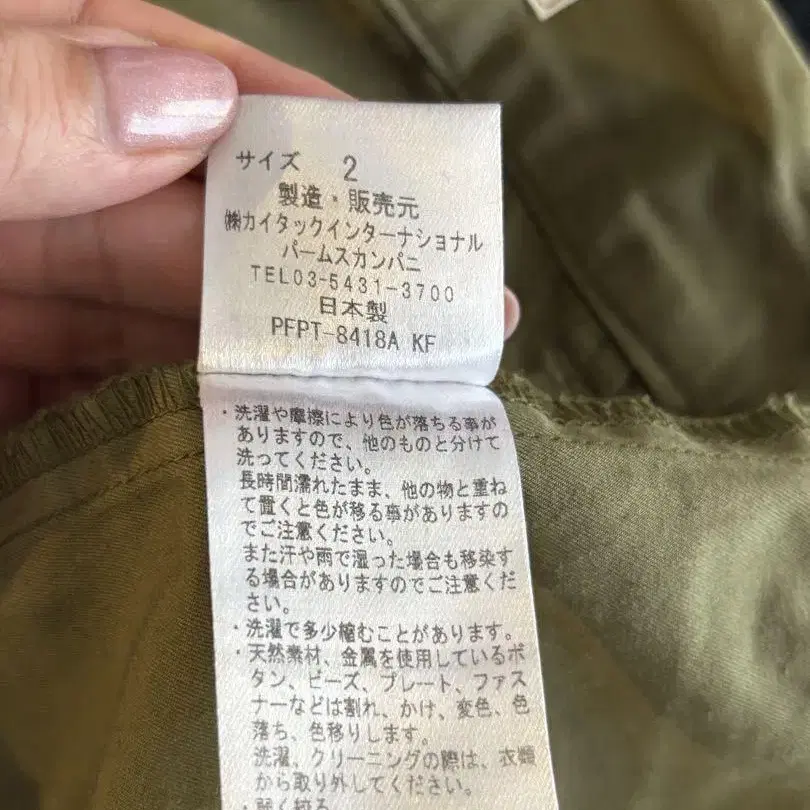 サイズ 2
製造・販売元
㈱カイタックインターナショナル
パームスカンパニ
TEL03-5431-3700
日本製
PFPT-8418A KF
・洗濯や摩擦により色が落ちる事が
ありますので、他のものと分けて
洗ってください。
長時間濡れたまま、他の物と重ね
て置くと色が移る事がありますの
でご注意ください。
また汗や雨で湿った場合も移染す
る場合がありますのでご注意くだ
さい。
・洗濯で多少縮むことがあります。
・天然素材、金属を使用しているボ
タン、ビーズ、プレート、ファス
ナーなどは割れ、かけ、変色、色
落ち、色移りします。
洗濯、クリーニングの際は、衣類
から取り外してください。
・弱く絞る